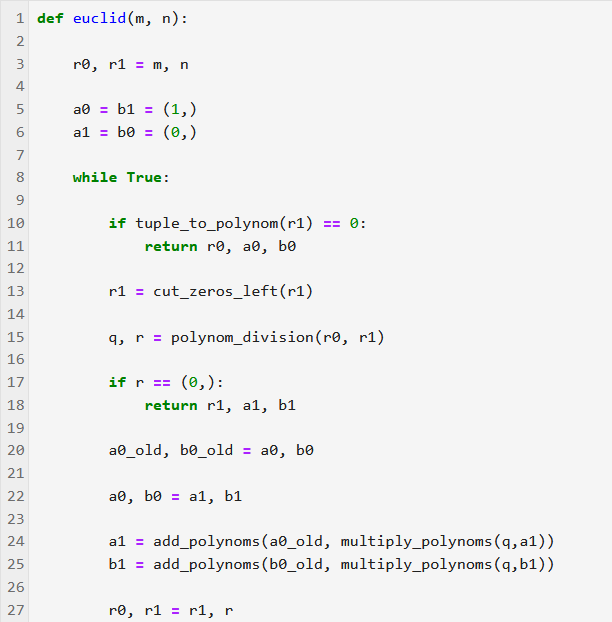 1 def euclid(m, n):
2
3     r0, r1 = m, n
4
5     a0 = b1 = (1,)
6     a1 = b0 = (0,)
7
8     while True:
9
10         if tuple_to_polynom(r1) == 0:
11             return r0, a0, b0
12
13         r1 = cut_zeros_left(r1)
14
15         q, r = polynom_division(r0, r1)
16
17         if r == (0,):
18             return r1, a1, b1
19
20         a0_old, b0_old = a0, b0
21
22         a0, b0 = a1, b1
23
24         a1 = add_polynoms(a0_old, multiply_polynoms(q,a1))
25         b1 = add_polynoms(b0_old, multiply_polynoms(q,b1))
26
27         r0, r1 = r1, r